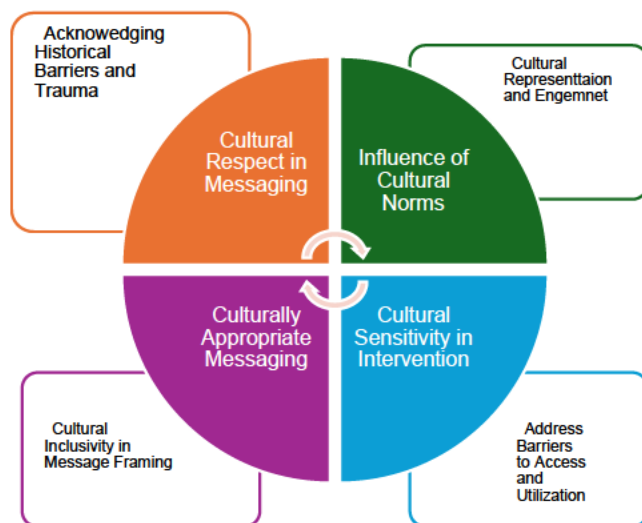 Acknowedging
Historical
Barriers and
Trauma
Cultural
Representtaion
and Engemnet
Cultural
Respect in
Messaging
Influence of
Cultural
Norms
Culturally
Appropriate
Messaging
Cultural
Sensitivity in
Intervention
Cultural
Inclusivity in
Message Framing
Address
Barriers
to Access
and
Utilization